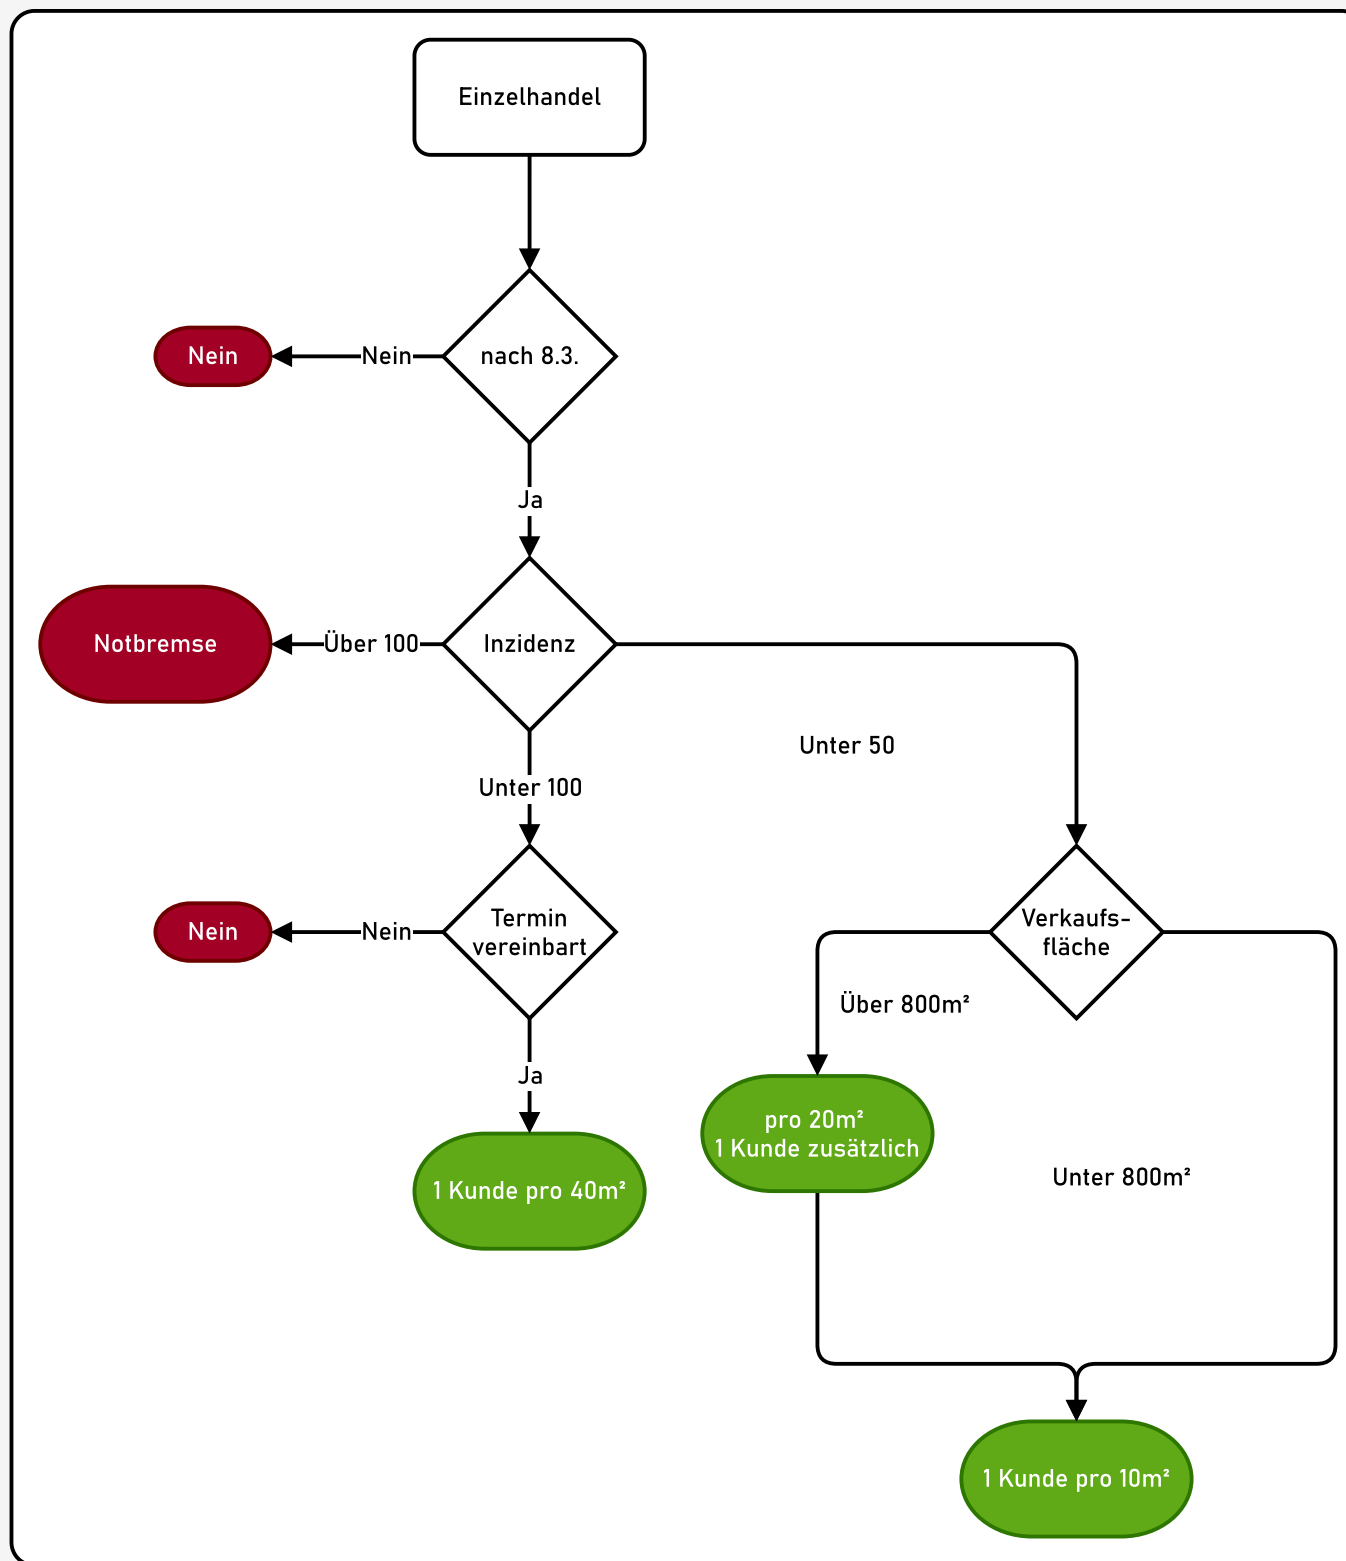 Einzelhandel
nach 8.3.
Nein
Nein
Ja
Inzidenz
Über 100
Notbremse
Unter 50
Unter 100
Termin
vereinbart
Nein
Nein
Verkaufs-
fläche
Über 800m²
Ja
pro 20m²
1 Kunde zusätzlich
Unter 800m²
1 Kunde pro 40m²
1 Kunde pro 10m²